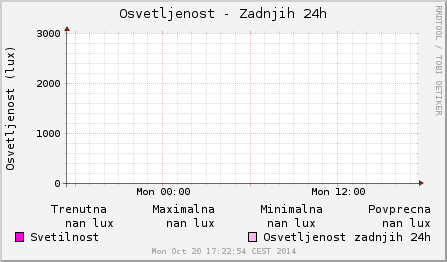 Osvetljenost - Zadnjih 24h
RRDTOOL / TOBI OETIKER
Osvetljenost (lux)
3000
2000
1000
0
Mon 00:00 Mon 12:00
Trenutna Maximalna Minimalna Povprecna
nan lux nan lux nan lux nan lux
Svetilnost Osvetljenost zadnjih 24h
Mon Oct 20 17:22:54 CEST 2014